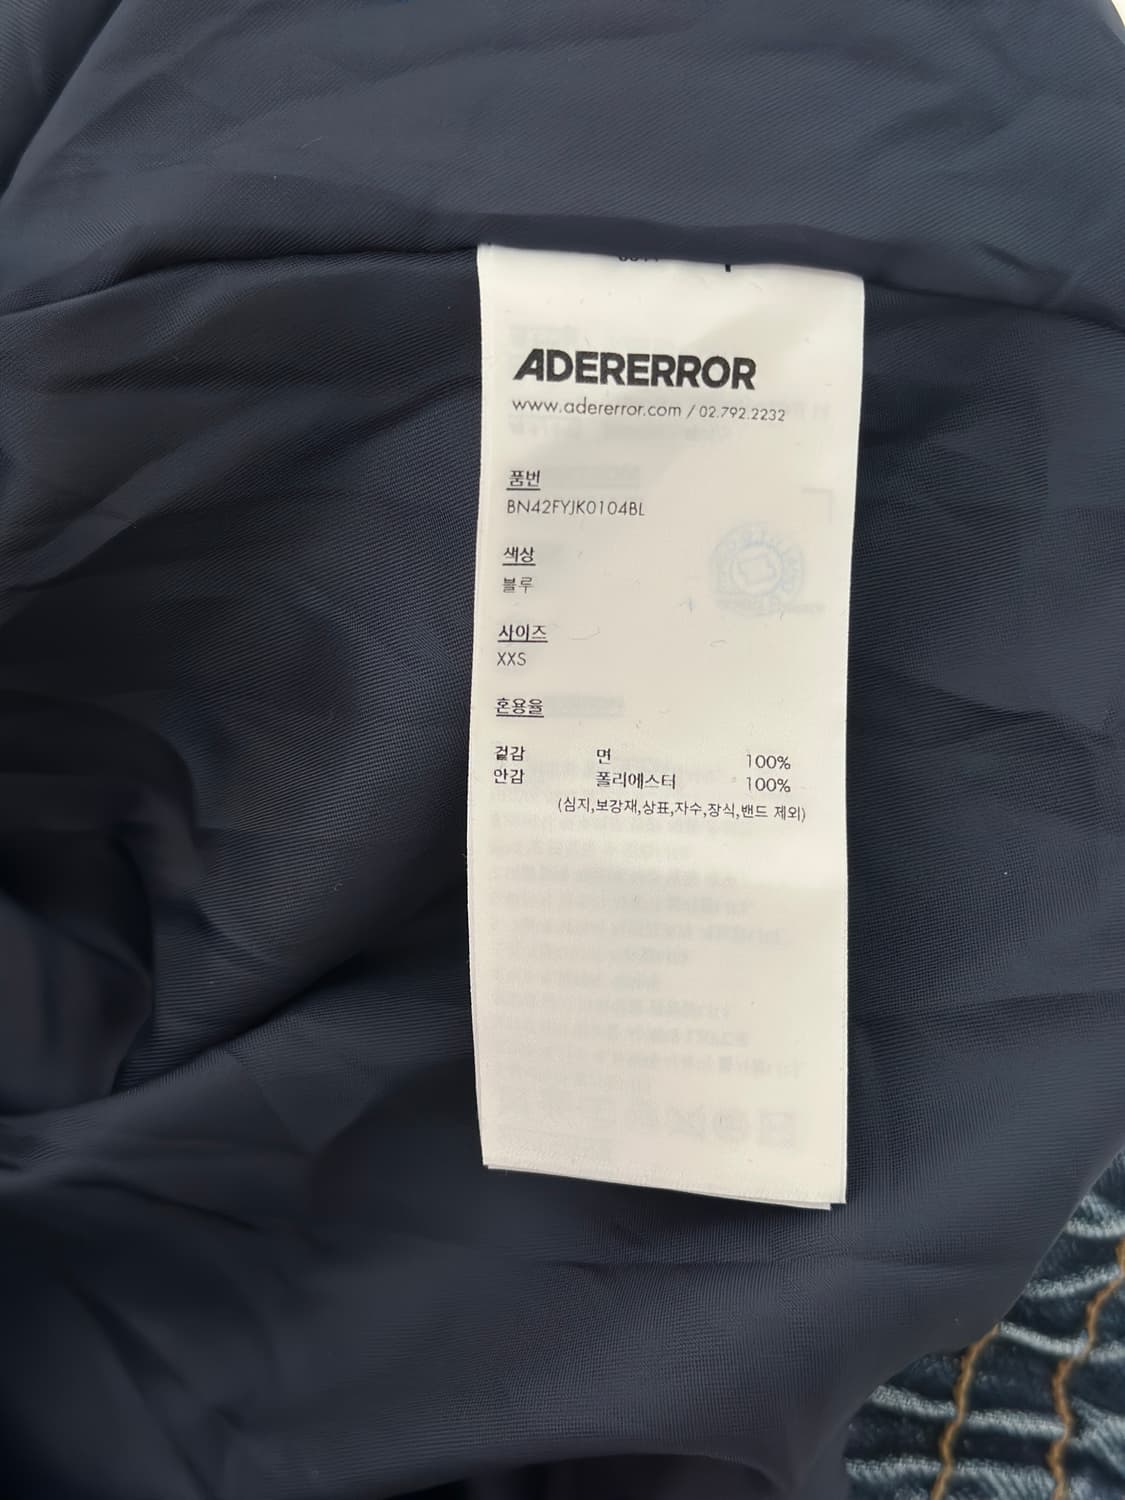 ADERERROR
www.adererror.com / 02.792.2232
품번
BN42FYJK0104BL
색상
블루
사이즈
XXS
혼용율
겉감 면 100%
안감 폴리에스터 100%
(심지,보강재,상표,자수,장식,밴드 제외)